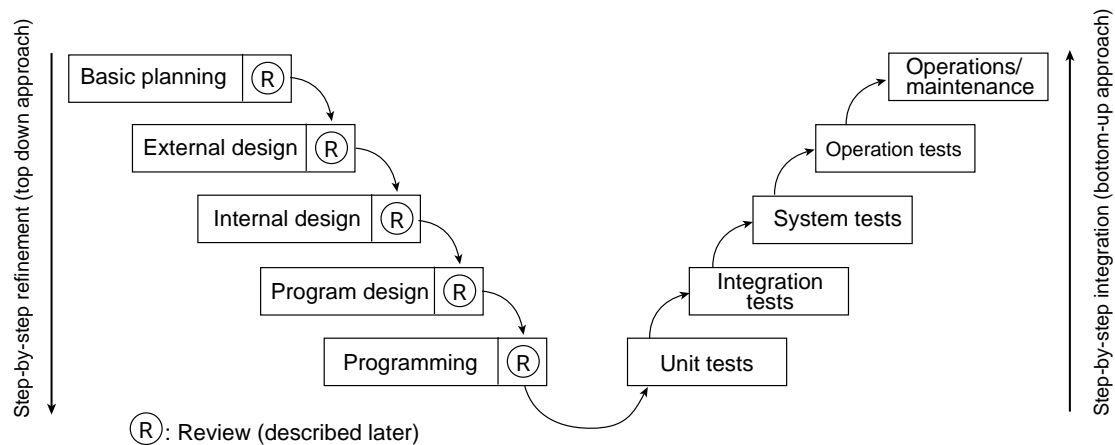 Step-by-step refinement (top down approach)
Basic planning R
External design R
Internal design R
Program design R
Programming R
R: Review (described later)
Unit tests
Integration
tests
System tests
Operation tests
Operations/
maintenance
Step-by-step integration (bottom-up approach)